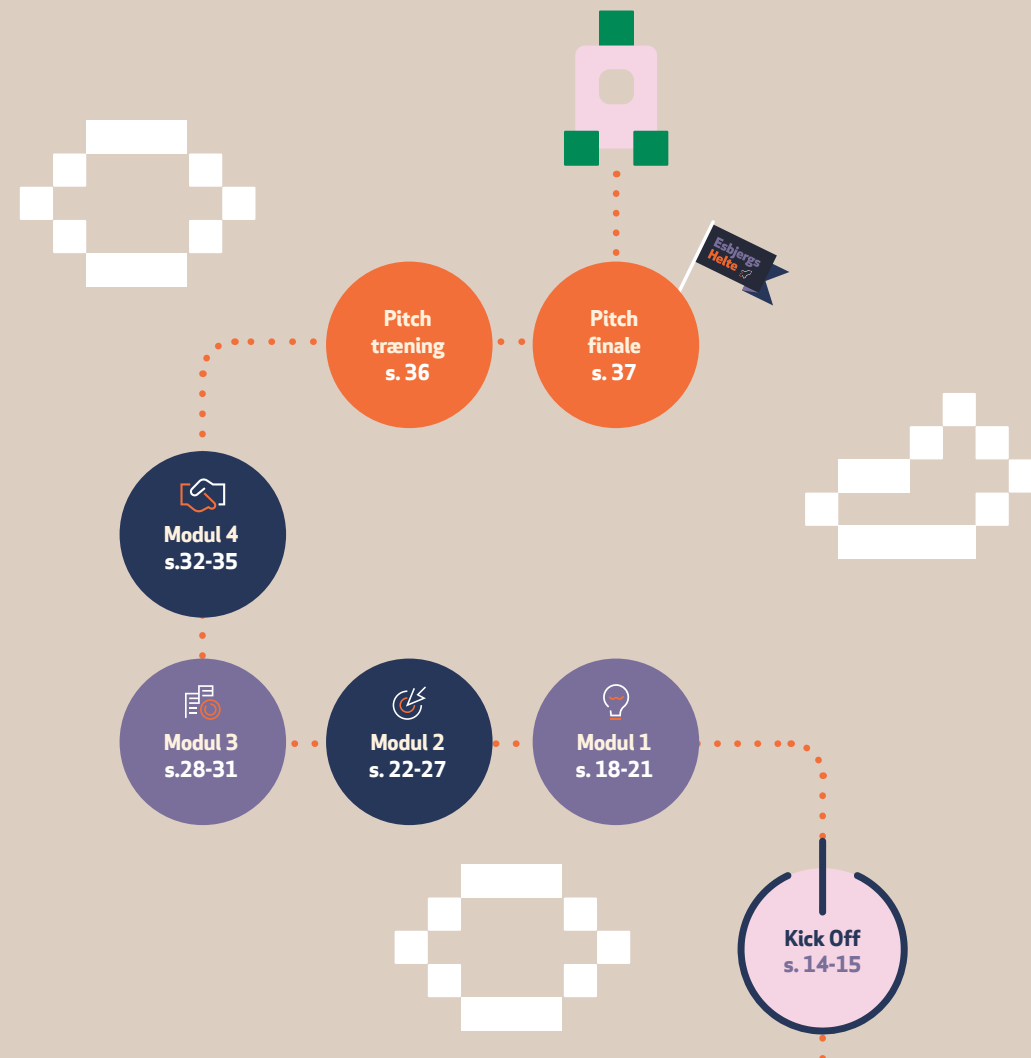 Esbjergs
Helte
Pitch
træning
s. 36
Pitch
finale
s. 37
Modul 4
s.32-35
Modul 3
s.28-31
Modul 2
s. 22-27
Modul 1
s. 18-21
Kick Off
s. 14-15